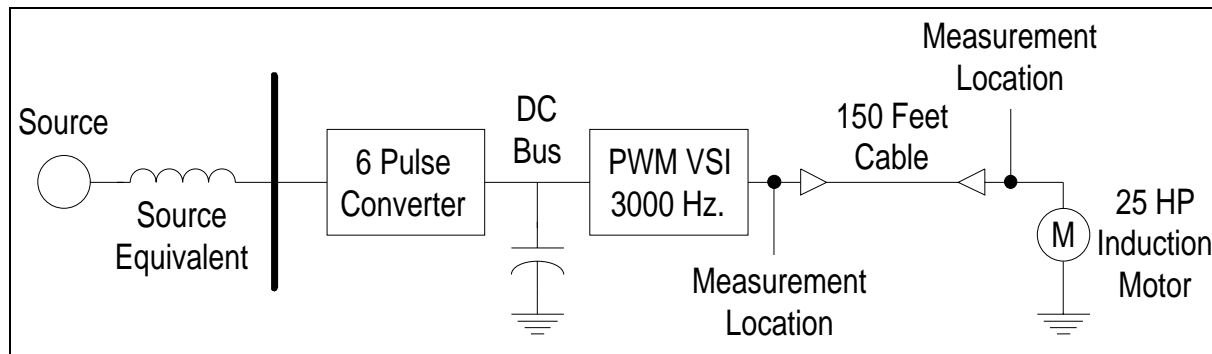 Source
Source
Equivalent
6 Pulse
Converter
DC
Bus
PWM VSI
3000 Hz.
Measurement
Location
150 Feet
Cable
Measurement
Location
M
25 HP
Induction
Motor